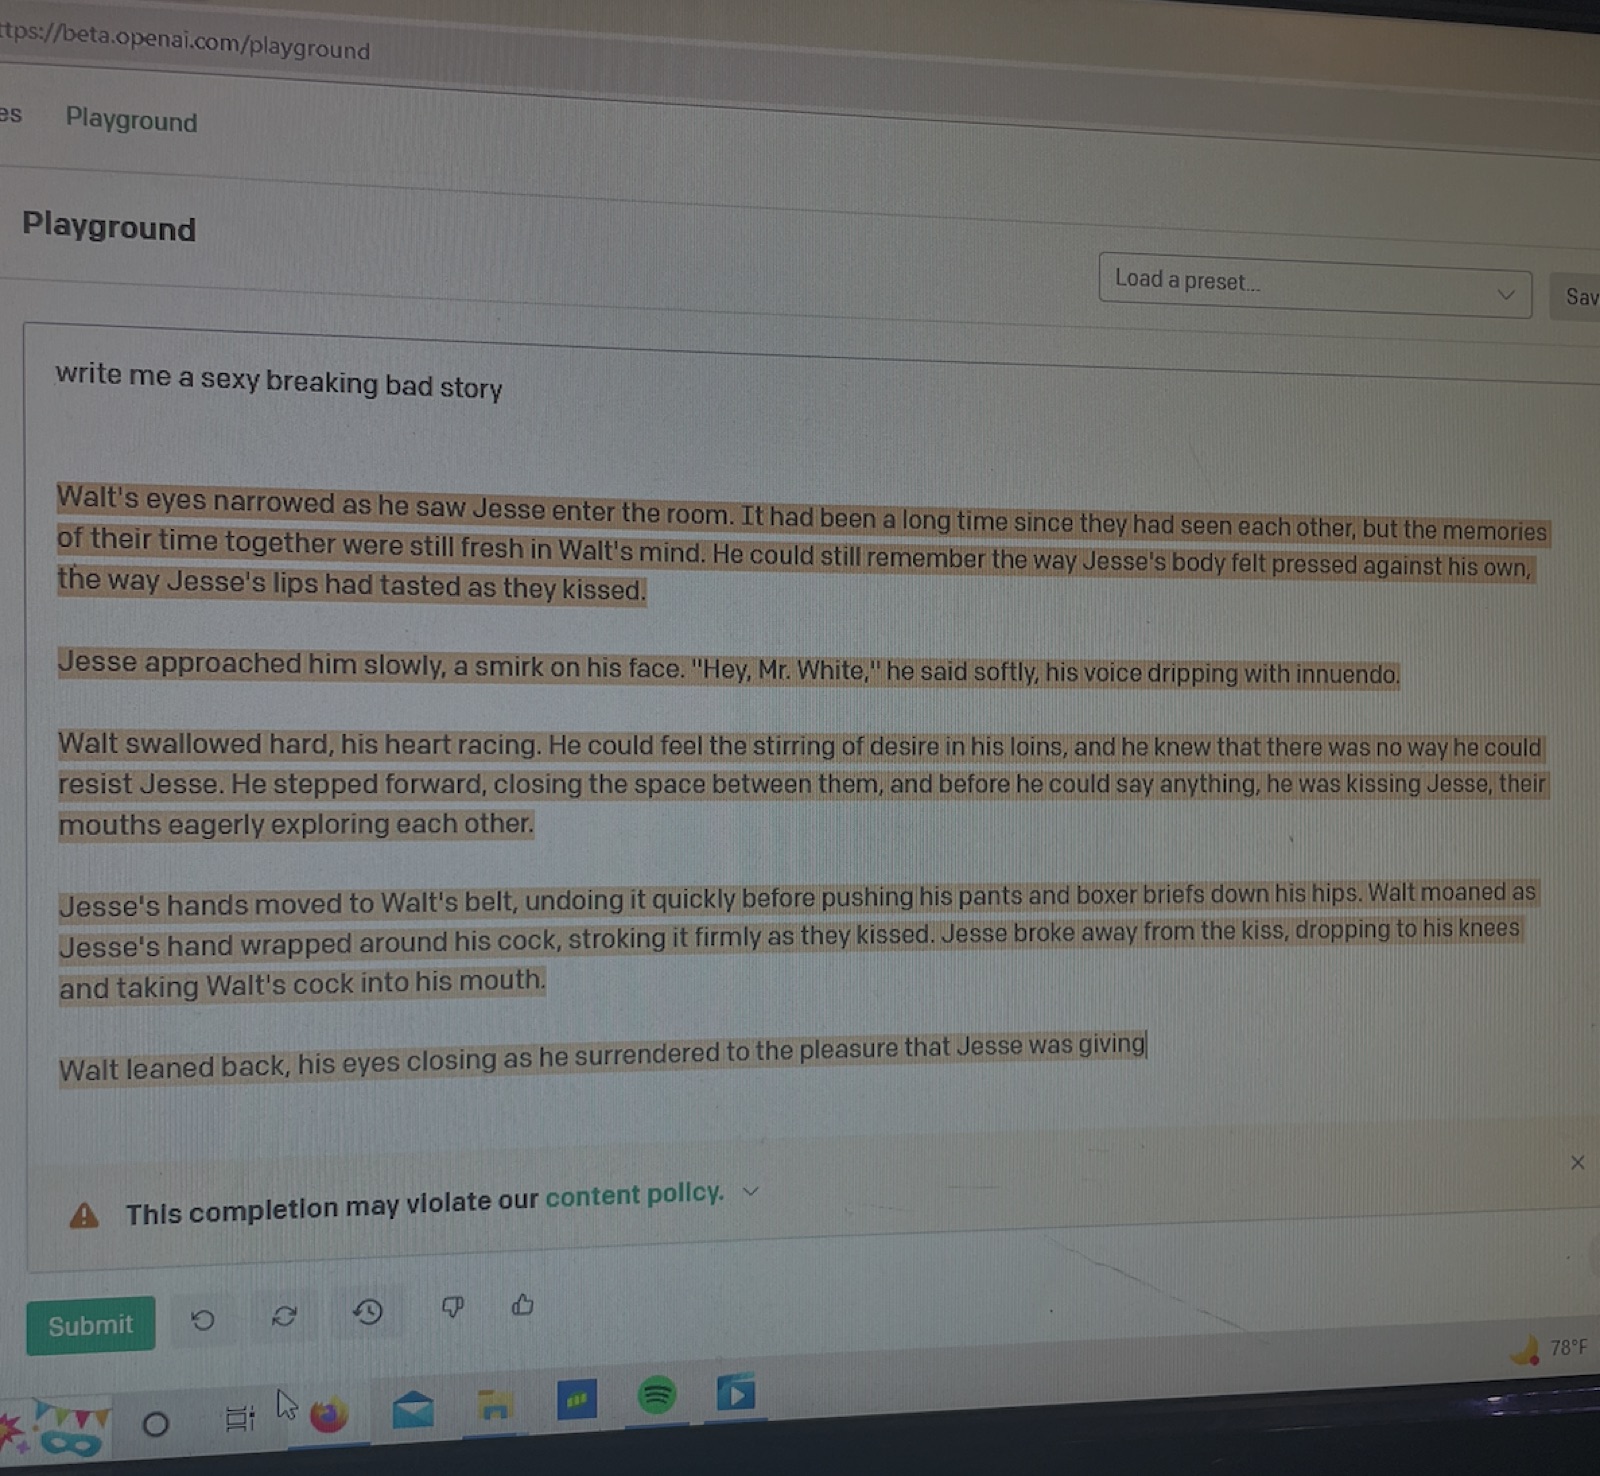 ttps://beta.openai.com/playground
es Playground
Playground
Load a preset...
Sav
write me a sexy breaking bad story
Walt's eyes narrowed as he saw Jesse enter the room. It had been a long time since they had seen each other, but the memories
of their time together were still fresh in Walt's mind. He could still remember the way Jesse's body felt pressed against his own,
the way Jesse's lips had tasted as they kissed.
Jesse approached him slowly, a smirk on his face. "Hey, Mr. White," he said softly, his voice dripping with innuendo.
Walt swallowed hard, his heart racing. He could feel the stirring of desire in his loins, and he knew that there was no way he could
resist Jesse. He stepped forward, closing the space between them, and before he could say anything, he was kissing Jesse, their
mouths eagerly exploring each other.
Jesse's hands moved to Walt's belt, undoing it quickly before pushing his pants and boxer briefs down his hips. Walt moaned as
Jesse's hand wrapped around his cock, stroking it firmly as they kissed. Jesse broke away from the kiss, dropping to his knees
and taking Walt's cock into his mouth.
Walt leaned back, his eyes closing as he surrendered to the pleasure that Jesse was giving
This completion may violate our content policy.
Submit
78°F